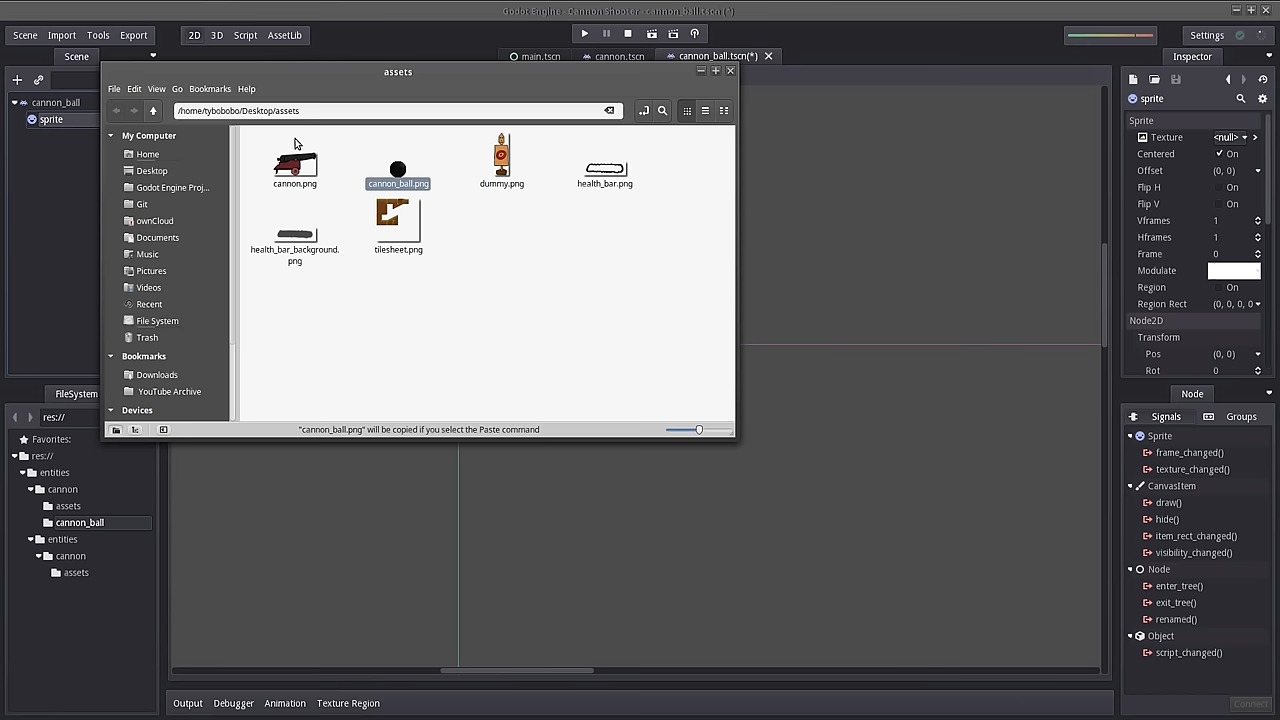 Godot Engine - Cannon Shooter - cannon_ball.tscn (*)
Scene Import Tools Export 2D 3D Script AssetLib Settings
Scene main.tscn cannon.tscn cannon_ball.tscn(*) Inspector
assets
File Edit View Go Bookmarks Help
/home/tybobobo/Desktop/assets
cannon_ball
sprite
My Computer
Home
Desktop
Godot Engine Proj...
Git
ownCloud
Documents
Music
Pictures
Videos
Recent
File System
Trash
Bookmarks
Downloads
YouTube Archive
Devices
cannon.png
cannon_ball.png
dummy.png
health_bar.png
health_bar_background.
png
tilesheet.png
"cannon_ball.png" will be copied if you select the Paste command
sprite
Sprite
Texture <null>
Centered On
Offset (0, 0)
Flip H On
Flip V On
Vframes 1
Hframes 1
Frame 0
Modulate
Region On
Region Rect (0, 0, 0, 0
Node2D
Transform
Pos (0, 0)
Rot 0
FileSystem
res://
Favorites:
res://
entities
cannon
assets
cannon_ball
entities
cannon
assets
Node
Signals Groups
Sprite
frame_changed()
texture_changed()
CanvasItem
draw()
hide()
item_rect_changed()
visibility_changed()
Node
enter_tree()
exit_tree()
renamed()
Object
script_changed()
Connect
Output Debugger Animation Texture Region